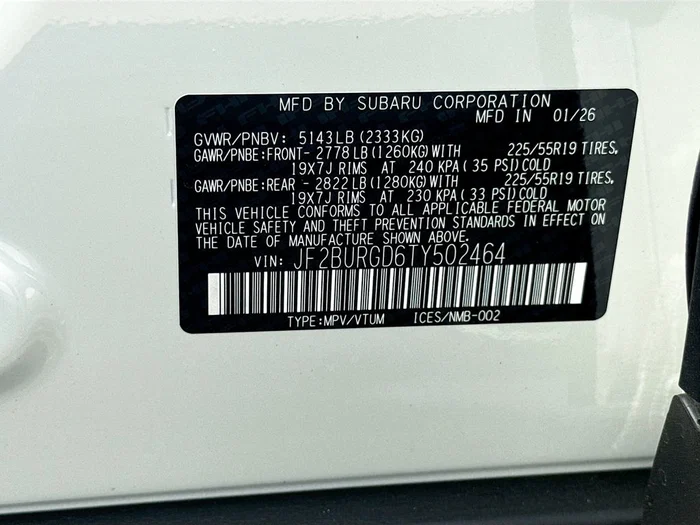 MFD BY SUBARU CORPORATION
MFD IN 01/26
GVWR/PNBV: 5143LB (2333KG)
GAWR/PNBE:FRONT- 2778 LB (1260KG)WITH 225/55R19 TIRES,
19X7J RIMS AT 240 KPA (35 PSI)COLD
GAWR/PNBE:REAR - 2822 LB (1280KG)WITH 225/55R19 TIRES,
19X7J RIMS AT 230 KPA (33 PSI)COLD
THIS VEHICLE CONFORMS TO ALL APPLICABLE FEDERAL MOTOR
VEHICLE SAFETY AND THEFT PREVENTION STANDARDS IN EFFECT ON
THE DATE OF MANUFACTURE SHOWN ABOVE.
VIN: JF2BURGD6TY502464
TYPE:MPV/VTUM ICES/NMB-002